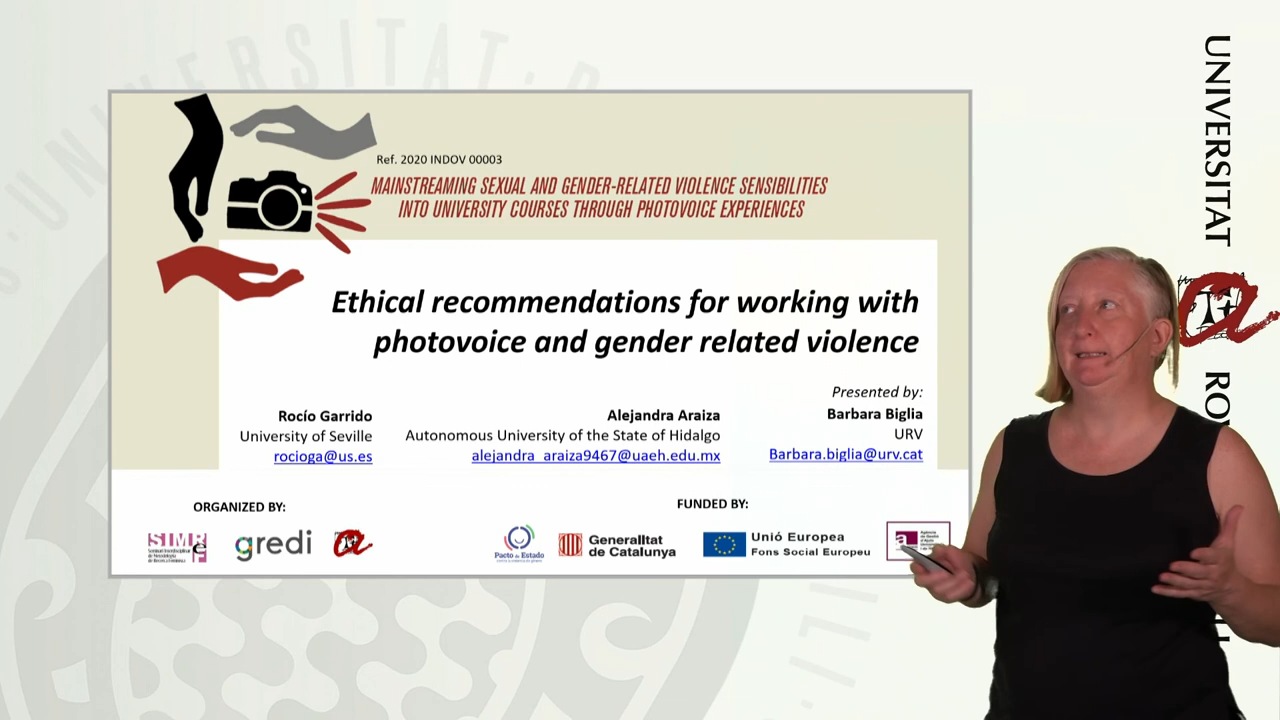 Ref. 2020 INDOV 00003
MAINSTREAMING SEXUAL AND GENDER-RELATED VIOLENCE SENSIBILITIES
INTO UNIVERSITY COURSES THROUGH PHOTOVOICE EXPERIENCES
Ethical recommendations for working with
photovoice and gender related violence
Presented by:
Rocío Garrido
University of Seville
rocioga@us.es
Alejandra Araiza
Autonomous University of the State of Hidalgo
alejandra_araiza9467@uaeh.edu.mx
Barbara Biglia
URV
Barbara.biglia@urv.cat
ORGANIZED BY:
FUNDED BY:
SIMReF
gredi
Pacto de Estado
Generalitat
de Catalunya
Unió Europea
Fons Social Europeu
UNIVERSITAT